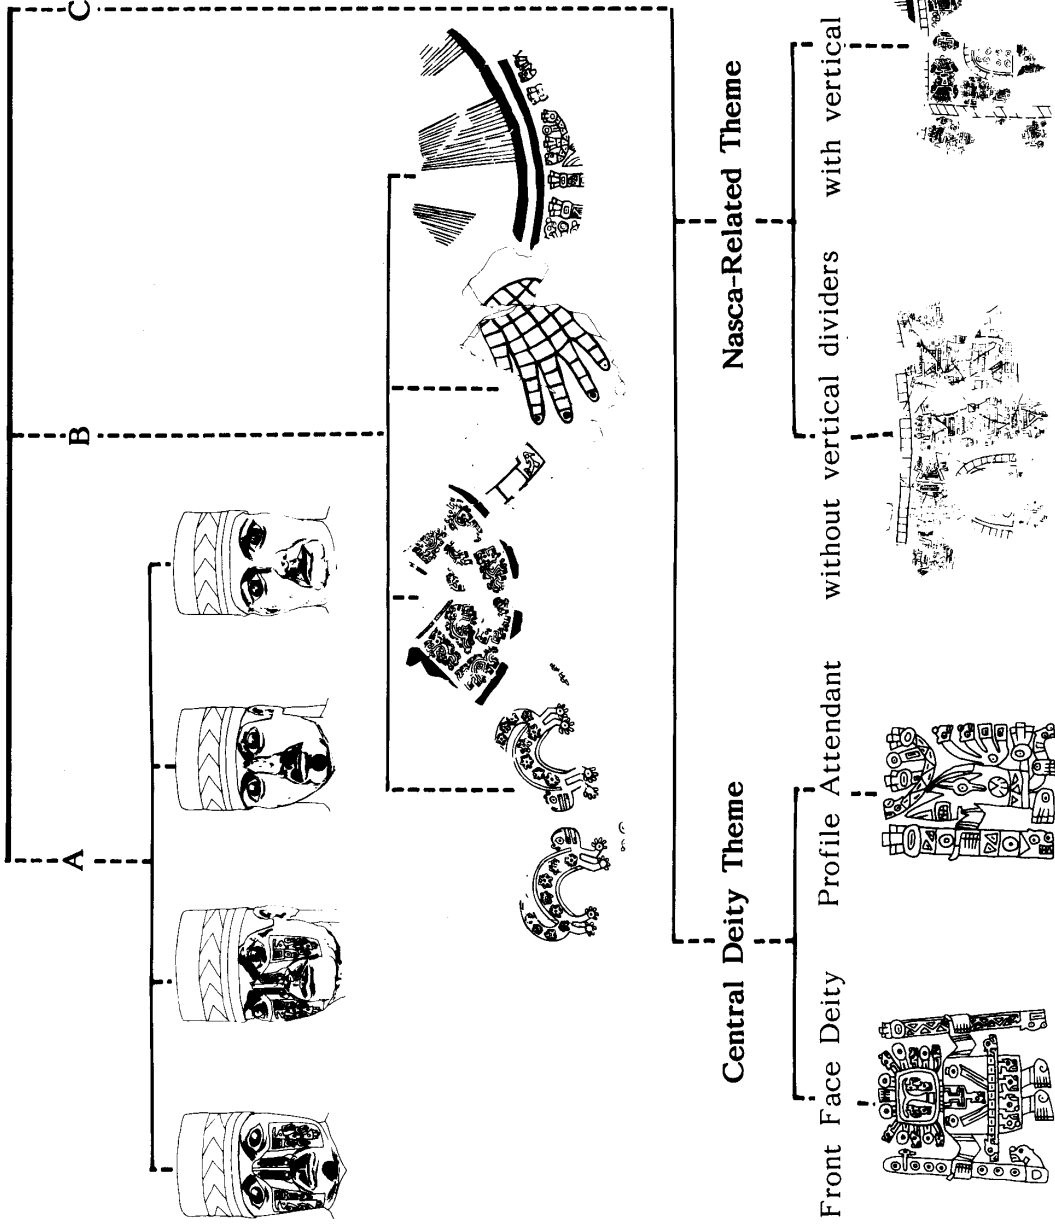 A
B
C
Central Deity Theme
Nasca-Related Theme
Front Face Deity
Profile Attendant
without vertical dividers
with vertical